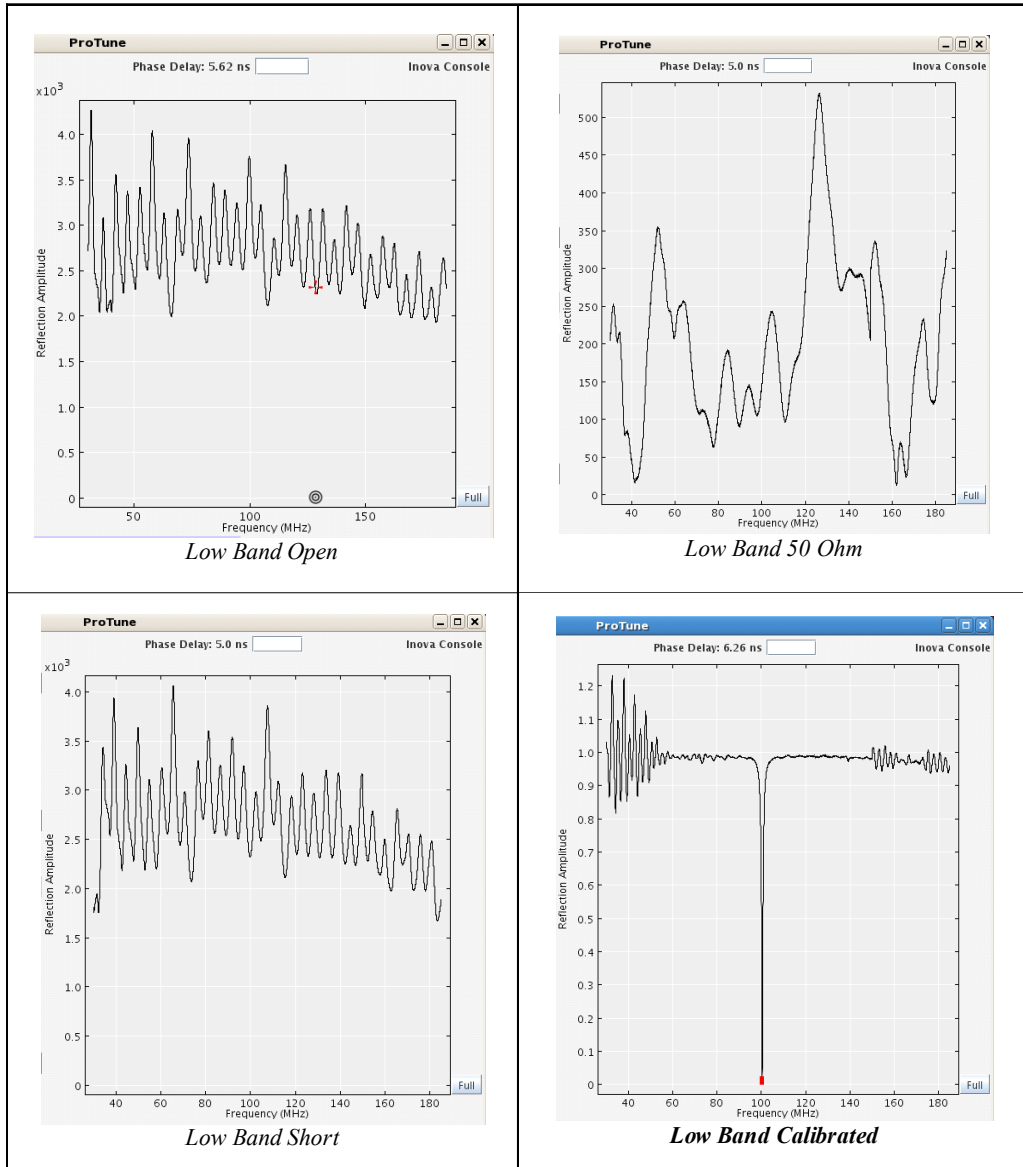 ProTune
Phase Delay: 5.62 ns
Inova Console
x10³
4.0
3.5
3.0
2.5
2.0
1.5
1.0
0.5
0
Reflection Amplitude
50
100
150
Frequency (MHz)
Full
Low Band Open
ProTune
Phase Delay: 5.0 ns
Inova Console
500
450
400
350
300
250
200
150
100
50
0
Reflection Amplitude
40
60
80
100
120
140
160
180
Frequency (MHz)
Full
Low Band 50 Ohm
ProTune
Phase Delay: 5.0 ns
Inova Console
x10³
4.0
3.5
3.0
2.5
2.0
1.5
1.0
0.5
0
Reflection Amplitude
40
60
80
100
120
140
160
180
Frequency (MHz)
Full
Low Band Short
ProTune
Phase Delay: 6.26 ns
Inova Console
1.2
1.1
1.0
0.9
0.8
0.7
0.6
0.5
0.4
0.3
0.2
0.1
0
Reflection Amplitude
40
60
80
100
120
140
160
180
Frequency (MHz)
Full
Low Band Calibrated